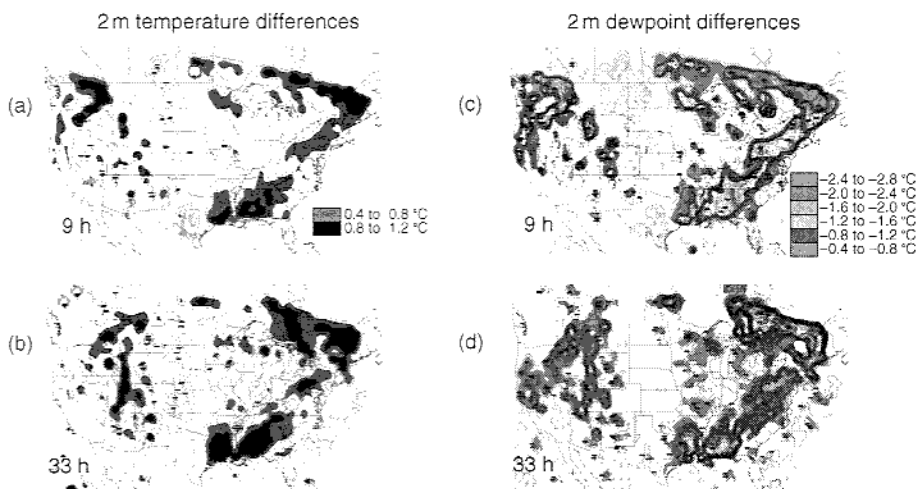 2 m temperature differences
2 m dewpoint differences
(a)
9 h
0.4 to 0.8 °C
0.8 to 1.2 °C
(c)
9 h
−2.4 to −2.8 °C
−2.0 to −2.4 °C
−1.6 to −2.0 °C
−1.2 to −1.6 °C
−0.8 to −1.2 °C
−0.4 to −0.8 °C
(b)
33 h
(d)
33 h